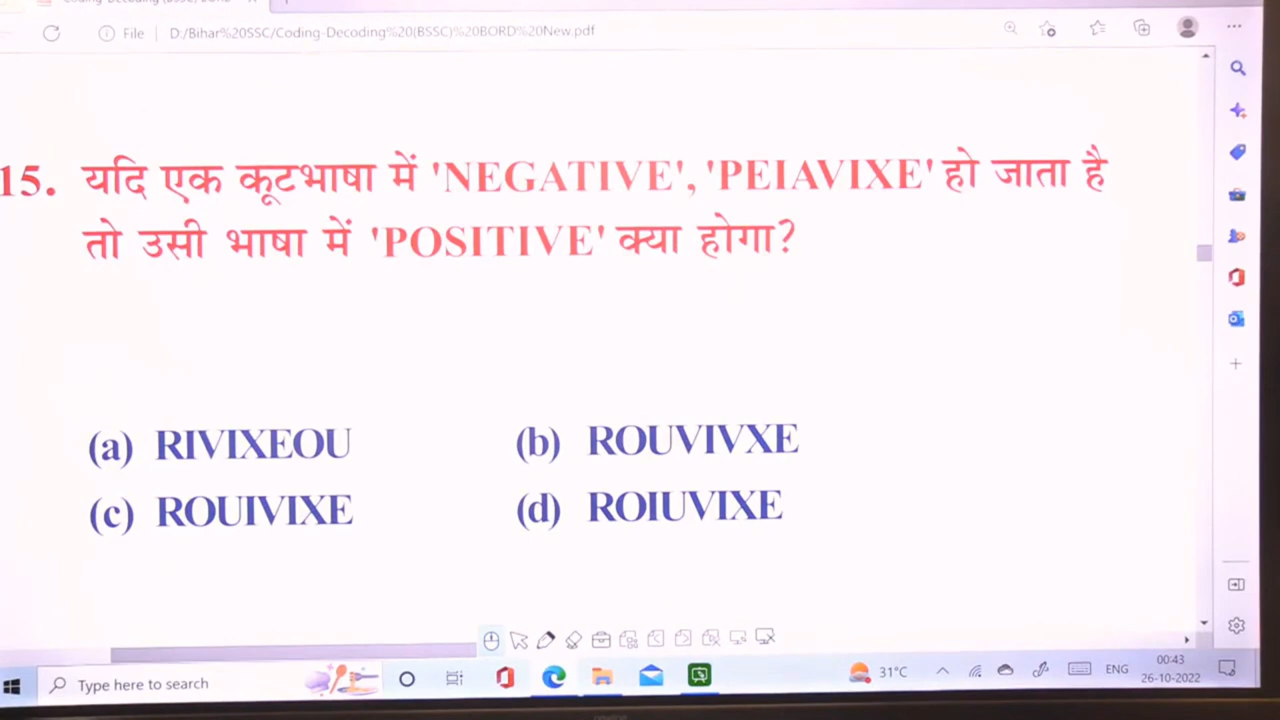 File
D:/Bihar%20SSC/Coding-Decoding%20(BSSC)%20BORD%20New.pdf
15. यदि एक कूटभाषा में 'NEGATIVE', 'PEIAVIXE' हो जाता है
तो उसी भाषा में 'POSITIVE' क्या होगा?
(a) RIVIXEOU
(b) ROUVIVXE
(c) ROUIVIXE
(d) ROIUVIXE
Type here to search
31°C
ENG
00:43
26-10-2022